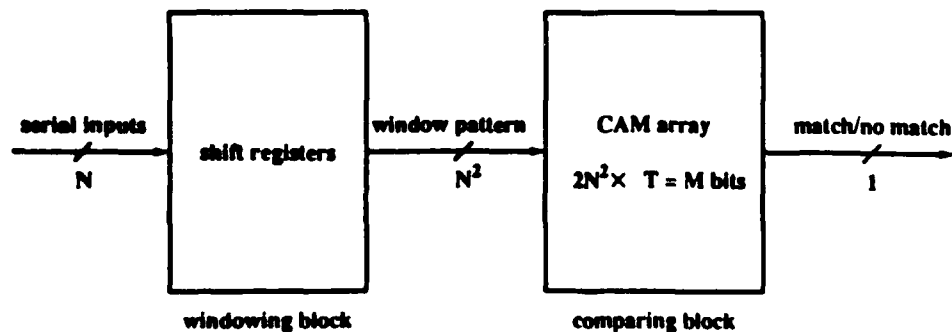 serial inputs
N
shift registers
windowing block
window pattern
N²
CAM array
2N² × T = M bits
comparing block
match/no match
1